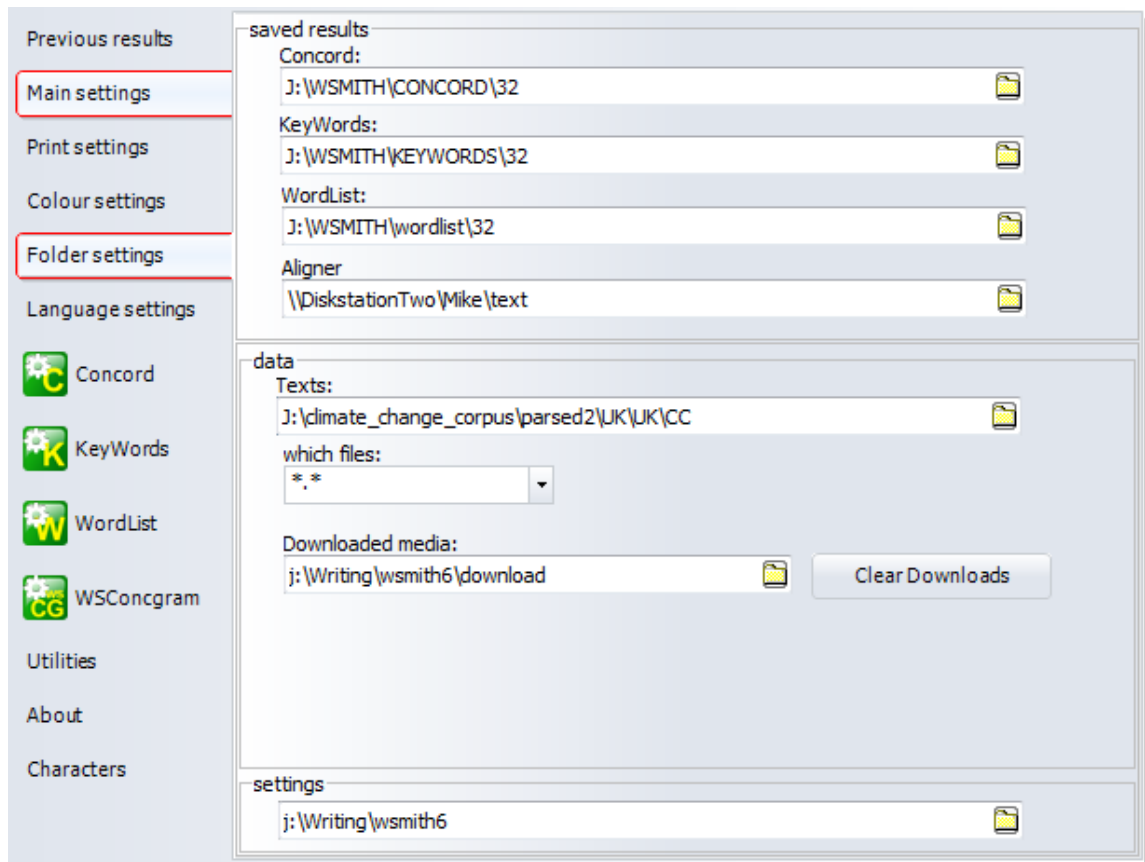 Previous results
Main settings
Print settings
Colour settings
Folder settings
Language settings
C
Concord
K
KeyWords
W
WordList
WS
CG
WSConcgram
Utilities
About
Characters
saved results
Concord:
J:\WSMITH\CONCORD\32
KeyWords:
J:\WSMITH\KEYWORDS\32
WordList:
J:\WSMITH\wordlist\32
Aligner
\\DiskstationTwo\Mike\text
data
Texts:
J:\climate_change_corpus\parsed2\UK\UK\CC
which files:
*.*
Downloaded media:
j:\Writing\wsmith6\download
Clear Downloads
settings
j:\Writing\wsmith6